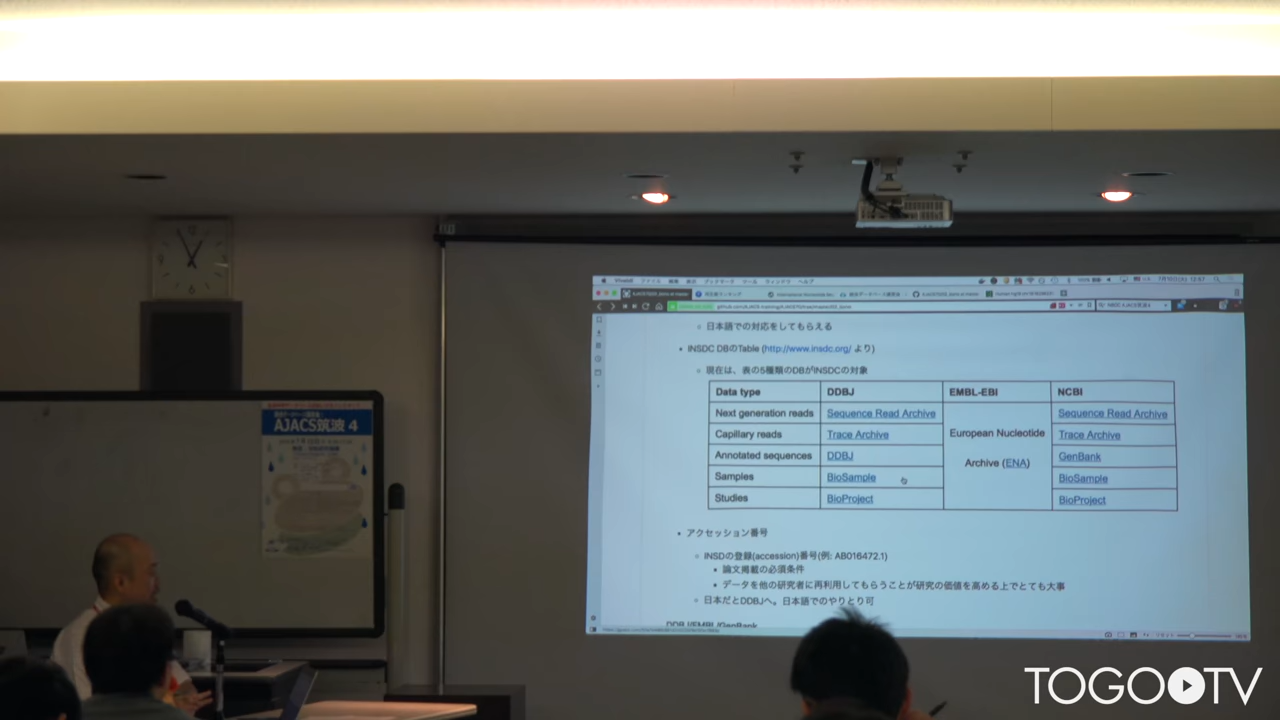 日本語での対応をしてもらえる
INSDC DBのTable (http://www.insdc.org/ より)
現在は、表の5種類のDBがINSDCの対象
Data type DDBJ EMBL-EBI NCBI
Next generation reads Sequence Read Archive European Nucleotide Archive (ENA) Sequence Read Archive
Capillary reads Trace Archive Trace Archive
Annotated sequences DDBJ GenBank
Samples BioSample BioSample
Studies BioProject BioProject
アクセッション番号
INSDの登録(accession)番号(例: AB016472.1)
論文掲載の必須条件
データを他の研究者に再利用してもらうことが研究の価値を高める上でとても大事
日本だとDDBJへ。日本語でのやりとり可
DDBJ/EMBL/GenBank
AJACS筑波4
TOGOTV